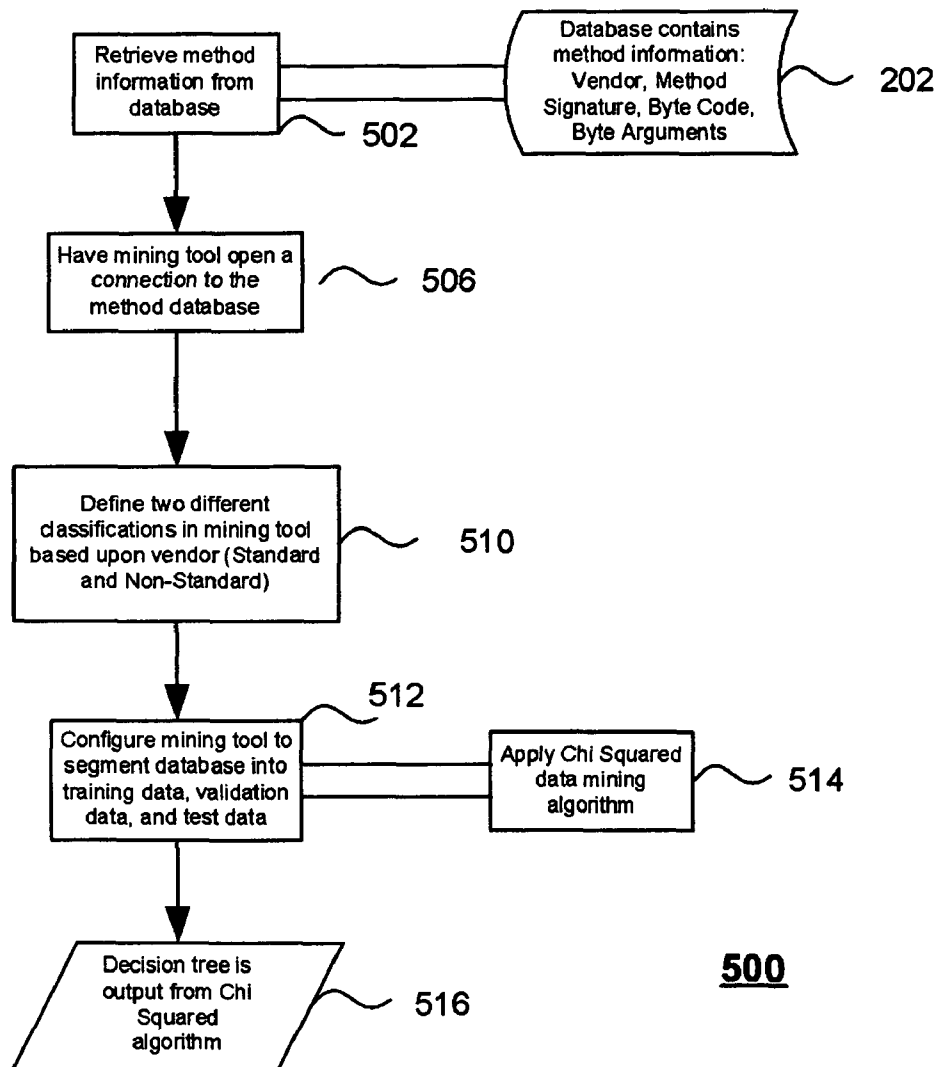 Retrieve method
information from
database
502
Database contains
method information:
Vendor, Method
Signature, Byte Code,
Byte Arguments
202
Have mining tool open a
connection to the
method database
506
Define two different
classifications in mining tool
based upon vendor (Standard
and Non-Standard)
510
512
Configure mining tool to
segment database into
training data, validation
data, and test data
Apply Chi Squared
data mining
algorithm
514
Decision tree is
output from Chi
Squared
algorithm
516
500